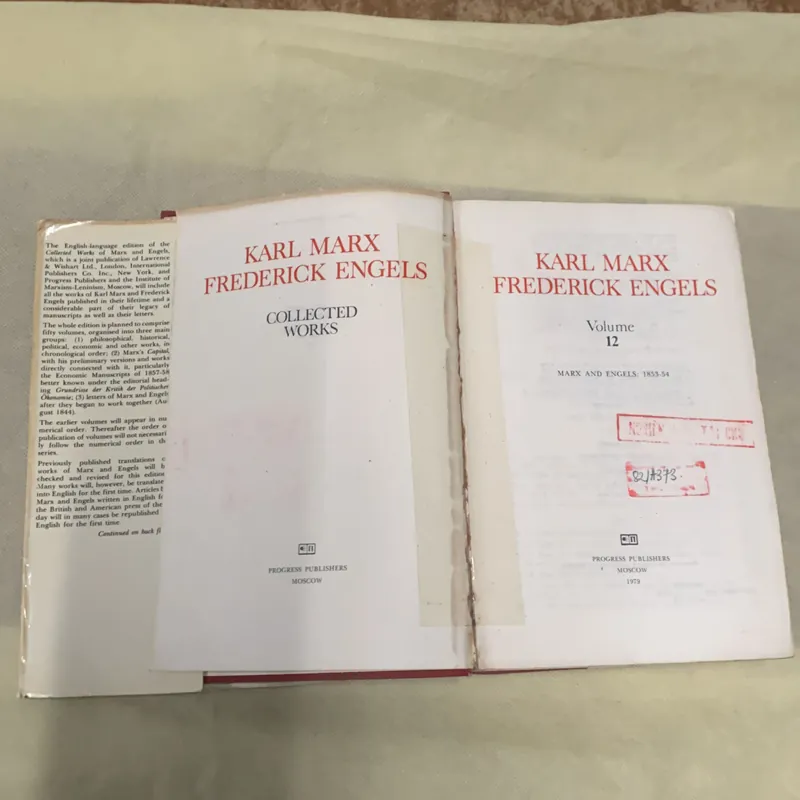 The English-language edition of the
Collected Works of Marx and Engels,
which is a joint publication of Lawrence
& Wishart Ltd., London, International
Publishers Co Inc., New York, and
Progress Publishers and the Institute of
Marxism-Leninism, Moscow, will include
all the works of Karl Marx and Frederick
Engels published in their lifetime and a
considerable part of their legacy of
manuscripts as well as their letters.
The whole edition is planned to comprise
fifty volumes, organised into three main
groups: (1) philosophical, historical,
political, economic and other works, in
chronological order; (2) Marx's Capital,
with his preliminary versions and works
directly connected with it, particularly
the Economic Manuscripts of 1857-58
better known under the editorial head-
ing Grundrisse der Kritik der Politischen
Ökonomie; (3) letters of Marx and Engels
after they began to work together (Au-
gust 1844).
The earlier volumes will appear in nu
merical order. Thereafter the order o
publication of volumes will not necessari
ly follow the numerical order in the
series.
Previously published translations o
works of Marx and Engels will b
checked and revised for this edition
Many works will, however, be translate
into English for the first time. Articles b
Marx and Engels written in English f
the British and American press of the
day will in many cases be republished
English for the first time
Continued on back fl
KARL MARX
FREDERICK ENGELS
COLLECTED
WORKS
PROGRESS PUBLISHERS
MOSCOW
KARL MARX
FREDERICK ENGELS
Volume
12
MARX AND ENGELS: 1853-54
82/A373
PROGRESS PUBLISHERS
MOSCOW
1979